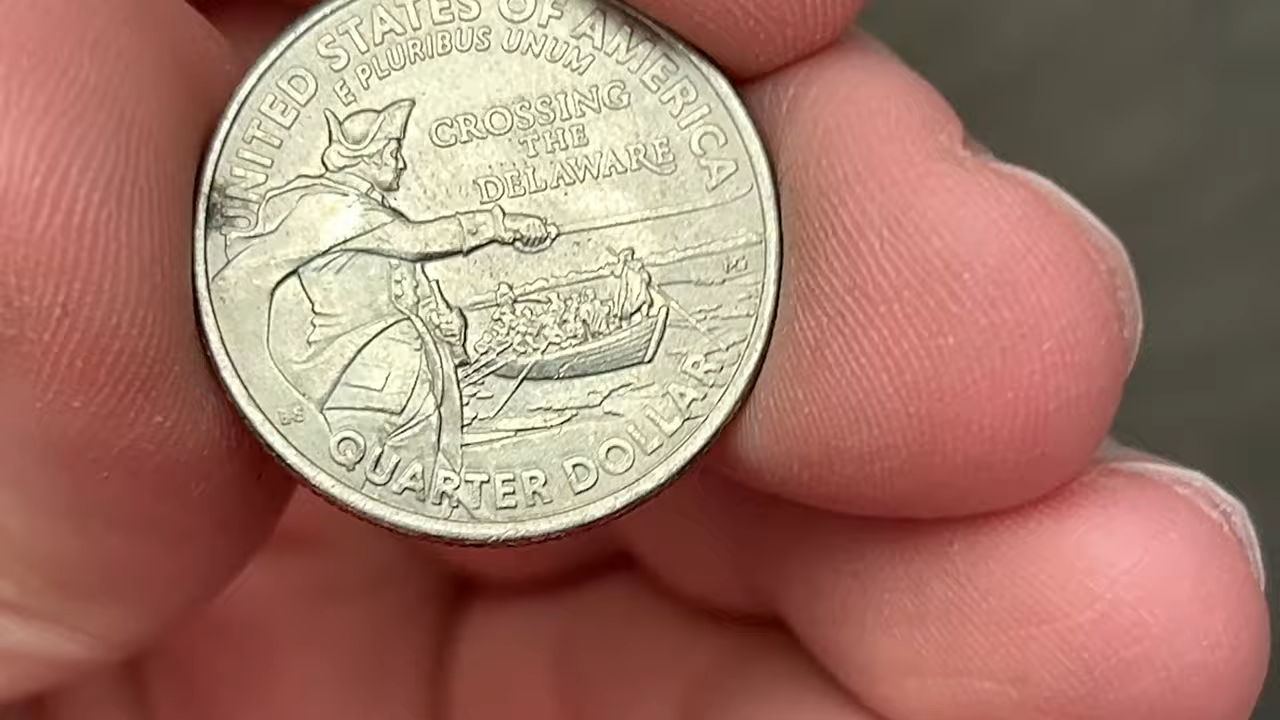 UNITED STATES OF AMERICA
E PLURIBUS UNUM
CROSSING
THE
DELAWARE
QUARTER DOLLAR